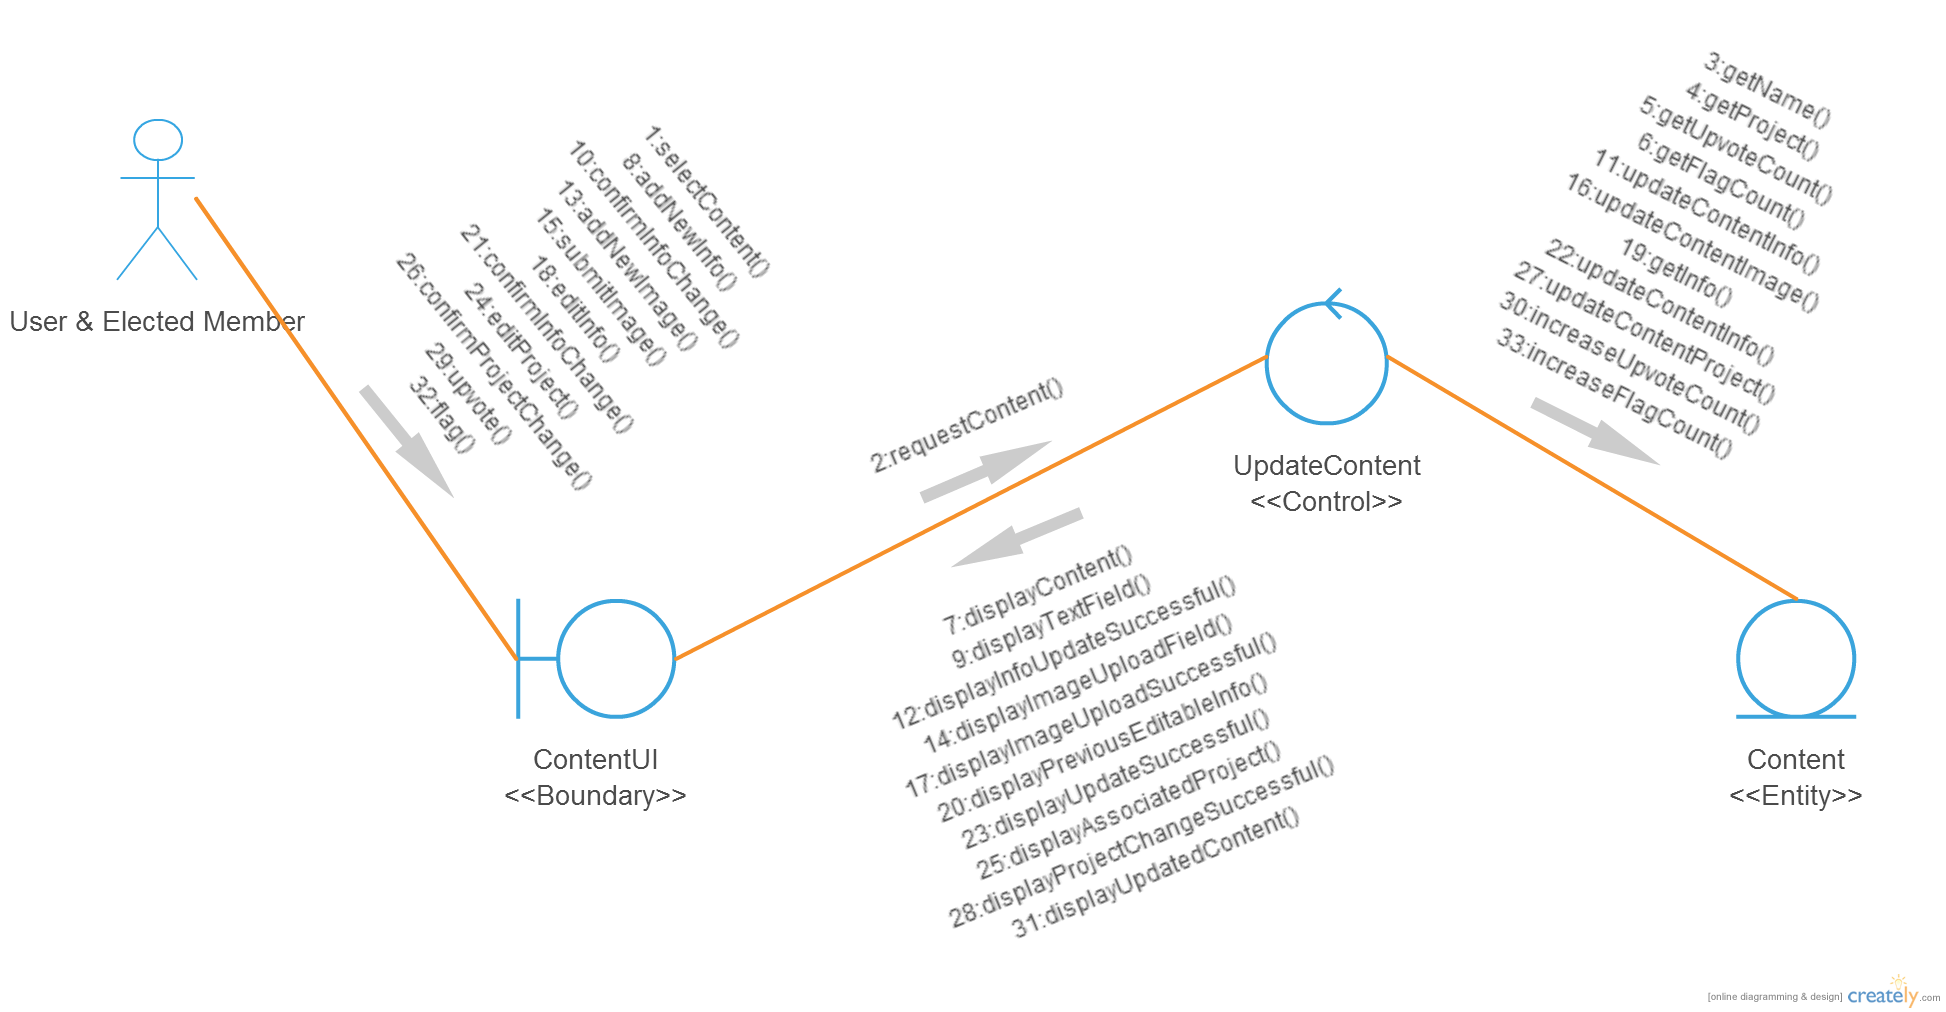 User & Elected Member
1:selectContent()
8:addNewInfo()
10:confirmInfoChange()
13:addNewImage()
15:submitImage()
18:editInfo()
21:confirmInfoChange()
24:editProject()
26:confirmProjectChange()
29:upvote()
32:flag()
ContentUI
<<Boundary>>
2:requestContent()
7:displayContent()
9:displayTextField()
12:displayInfoUpdateSuccessful()
14:displayImageUploadField()
17:displayImageUploadSuccessful()
20:displayPreviousEditableInfo()
23:displayUpdateSuccessful()
25:displayAssociatedProject()
28:displayProjectChangeSuccessful()
31:displayUpdatedContent()
UpdateContent
<<Control>>
3:getName()
4:getProject()
5:getUpvoteCount()
6:getFlagCount()
11:updateContentInfo()
16:updateContentImage()
19:getInfo()
22:updateContentInfo()
27:updateContentProject()
30:increaseUpvoteCount()
33:increaseFlagCount()
Content
<<Entity>>
[online diagramming & design] creately.com